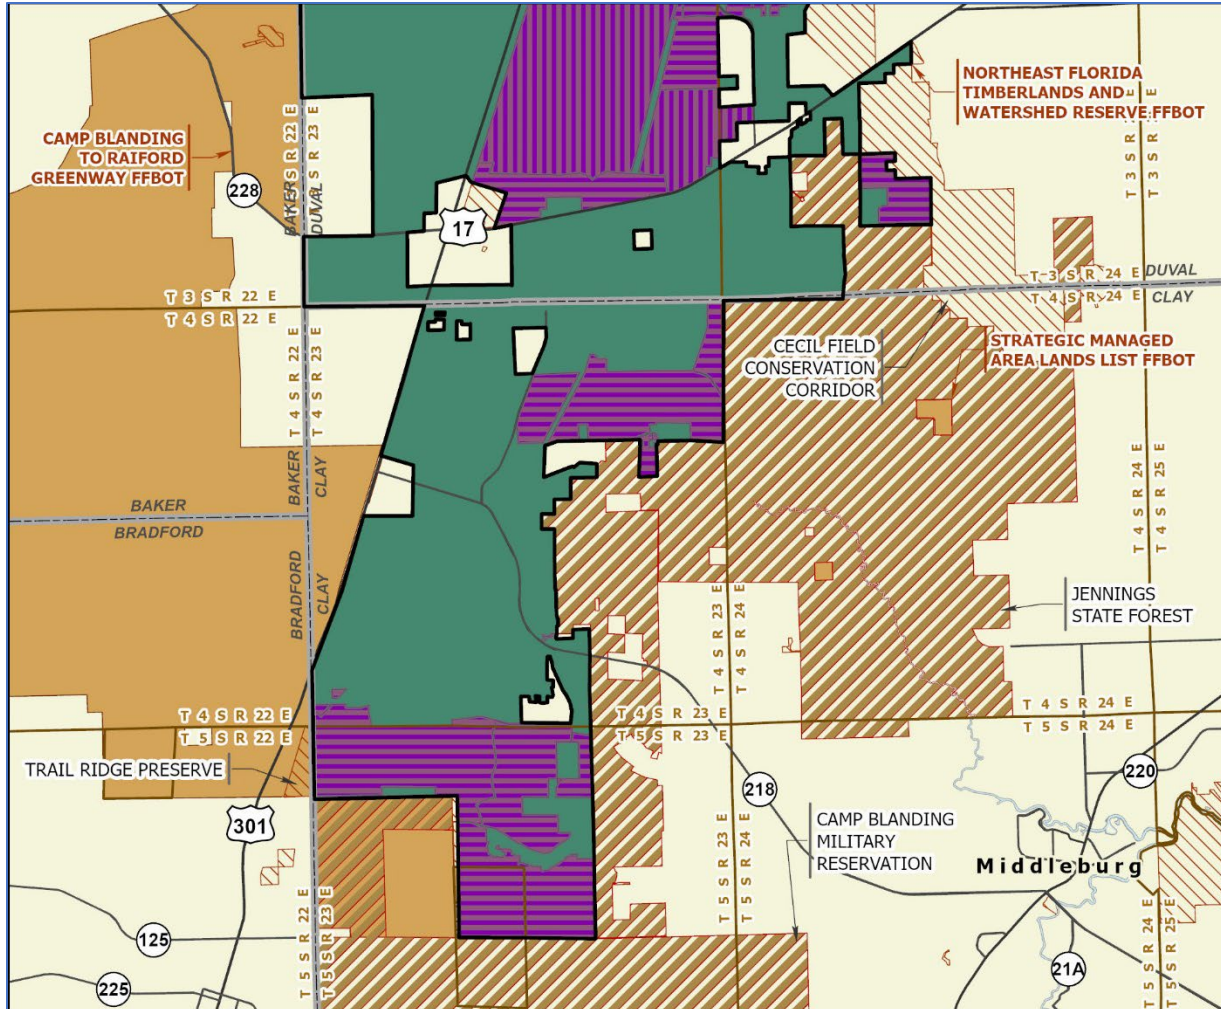 NORTHEAST FLORIDA
TIMBERLANDS AND
WATERSHED RESERVE FFBOT
CAMP BLANDING
TO RAIFORD
GREENWAY FFBOT
228
BAKER
DUVAL
17
T 3 S R 22 E
T 3 S R 23 E
T 3 S R 24 E
T 3 S R 22 E
T 4 S R 22 E
T 3 S R 24 E
T 4 S R 24 E
DUVAL
CLAY
CECIL FIELD
CONSERVATION
CORRIDOR
STRATEGIC MANAGED
AREA LANDS LIST FFBOT
T 4 S R 22 E
T 4 S R 23 E
BAKER
CLAY
T 4 S R 24 E
T 4 S R 25 E
BAKER
BRADFORD
BRADFORD
CLAY
T 4 S R 23 E
T 4 S R 24 E
JENNINGS
STATE FOREST
T 4 S R 22 E
T 5 S R 22 E
T 4 S R 23 E
T 5 S R 23 E
T 4 S R 24 E
T 5 S R 24 E
TRAIL RIDGE PRESERVE
301
218
220
CAMP BLANDING
MILITARY
RESERVATION
Middleburg
T 5 S R 23 E
T 5 S R 24 E
T 5 S R 22 E
T 5 S R 23 E
T 5 S R 24 E
T 5 S R 25 E
125
225
21A